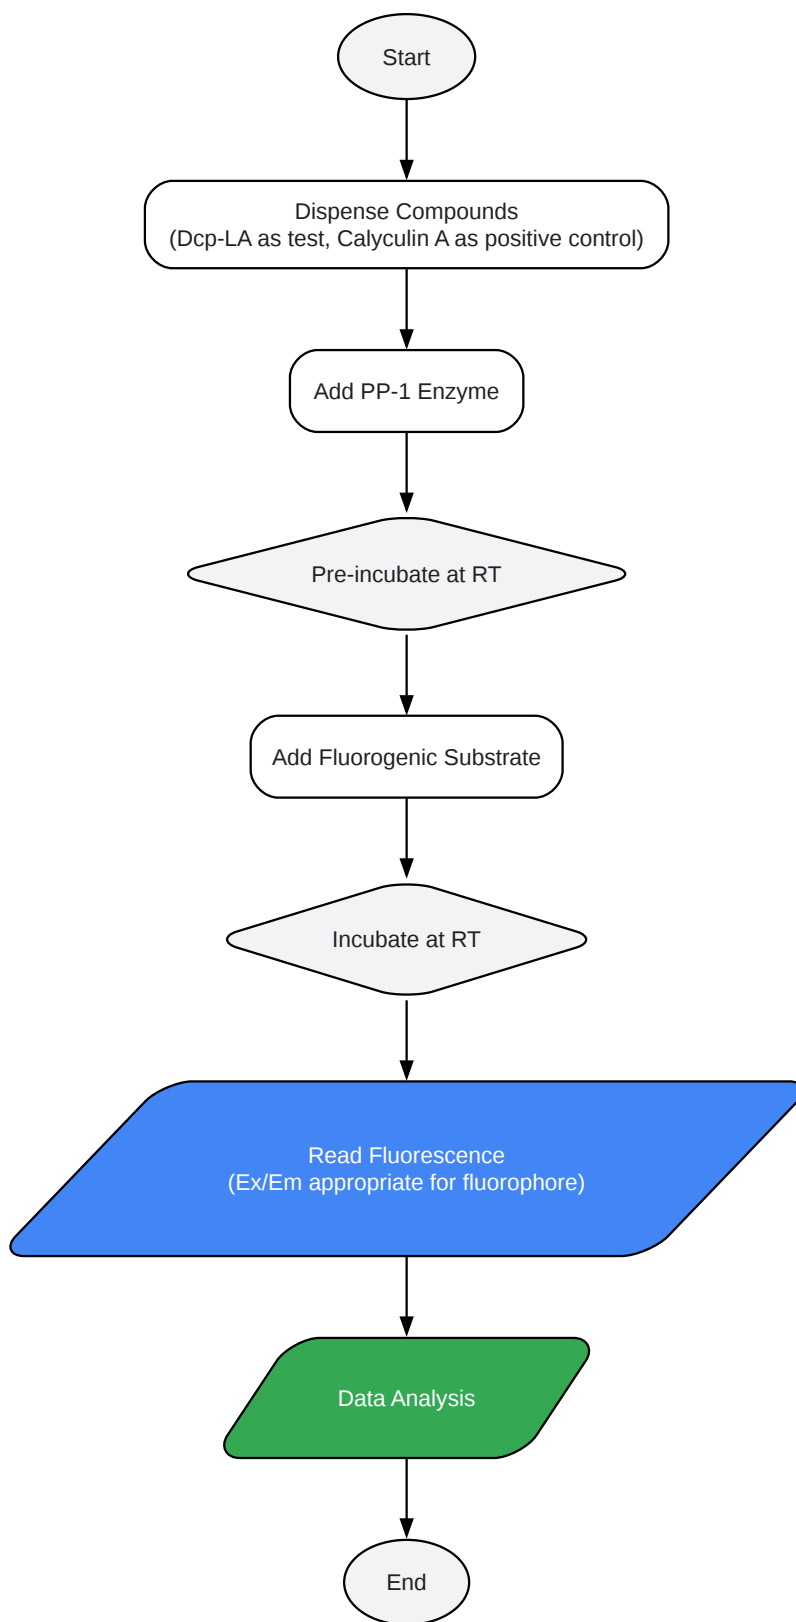 Start
Dispense Compounds
(Dcp-LA as test, Calyculin A as positive control)
Add PP-1 Enzyme
Pre-incubate at RT
Add Fluorogenic Substrate
Incubate at RT
Read Fluorescence
(Ex/Em appropriate for fluorophore)
Data Analysis
End